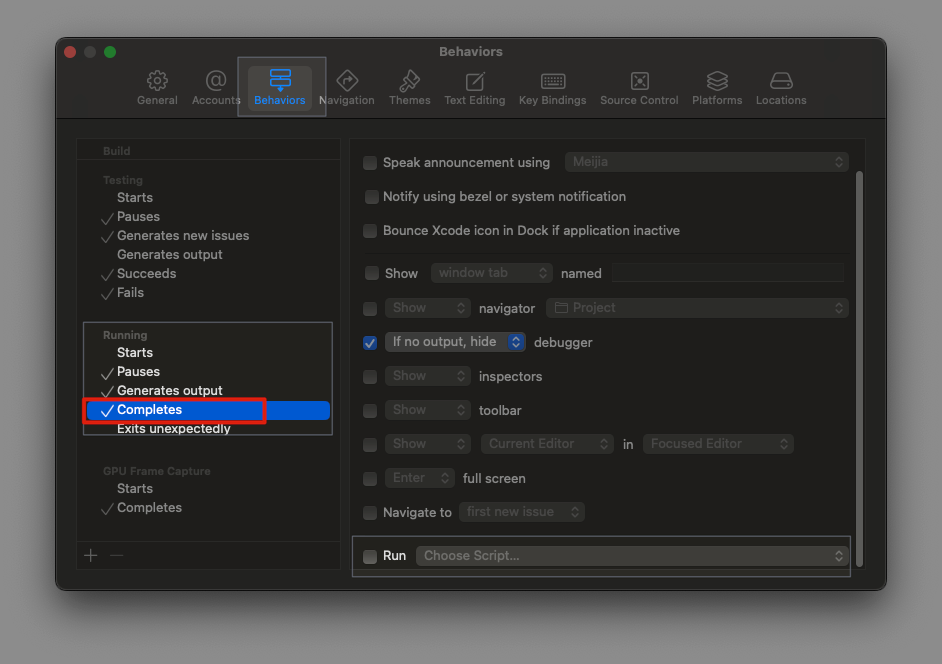 Behaviors
General Accounts Behaviors Navigation Themes Text Editing Key Bindings Source Control Platforms Locations
Build
Testing
Starts
Pauses
Generates new issues
Generates output
Succeeds
Fails
Running
Starts
Pauses
Generates output
Completes
Exits unexpectedly
GPU Frame Capture
Starts
Completes
Speak announcement using Meijia
Notify using bezel or system notification
Bounce Xcode icon in Dock if application inactive
Show window tab named
Show navigator Project
If no output, hide debugger
Show inspectors
Show toolbar
Show Current Editor in Focused Editor
Enter full screen
Navigate to first new issue
Run Choose Script...